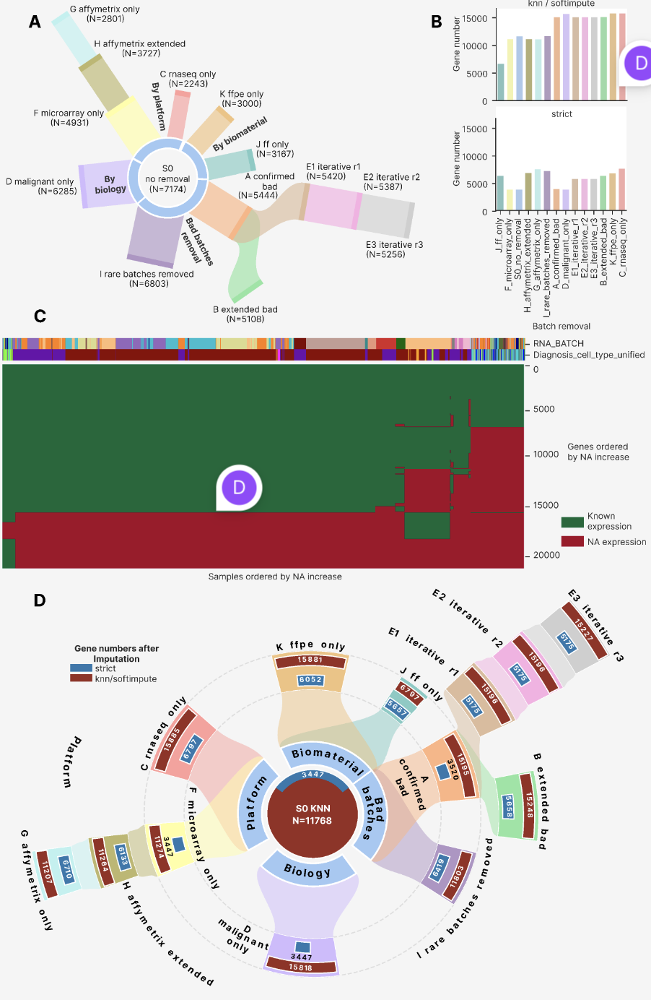 A
G affymetrix only
(N=2801)
H affymetrix extended
(N=3727)
F microarray only
(N=4931)
By platform
C rnaseq only
(N=2243)
K ffpe only
(N=3000)
By biomaterial
J ff only
(N=3167)
D malignant only
(N=6285)
By
biology
S0
no removal
(N=7174)
A confirmed
bad
(N=5444)
E1 iterative r1
(N=5420)
E2 iterative r2
(N=5387)
E3 iterative r3
(N=5256)
Bad batches
removal
I rare batches removed
(N=6803)
B extended bad
(N=5108)
B
knn / softimpute
Gene number
15000
10000
5000
0
D
strict
Gene number
15000
10000
5000
0
J_ff_only
F_microarray_only
S0_no_removal
H_affymetrix_extended
G_affymetrix_only
I_rare_batches_removed
A_confirmed_bad
D_malignant_only
E1_iterative_r1
E2_iterative_r2
E3_iterative_r3
B_extended_bad
K_ffpe_only
C_rnaseq_only
Batch removal
C
RNA_BATCH
Diagnosis_cell_type_unified
0
5000
10000
15000
20000
Genes ordered
by NA increase
Known
expression
NA expression
D
Samples ordered by NA increase
D
Gene numbers after
Imputation
strict
knn/softimpute
K ffpe only
15881
6052
J ff only
6797
5657
E1 iterative r1
15196
5175
E2 iterative r2
15196
5175
E3 iterative r3
15227
5175
C rnaseq only
15885
6797
Platform
Biomaterial
Platform
Bad
batches
Biology
3447
S0 KNN
N=11768
A
confirmed
bad
15195
3520
B extended bad
15248
5658
F microarray only
11274
3447
H affymetrix extended
11264
6133
G affymetrix only
11207
6710
I rare batches removed
11803
6419
D
malignant
only
3447
15818